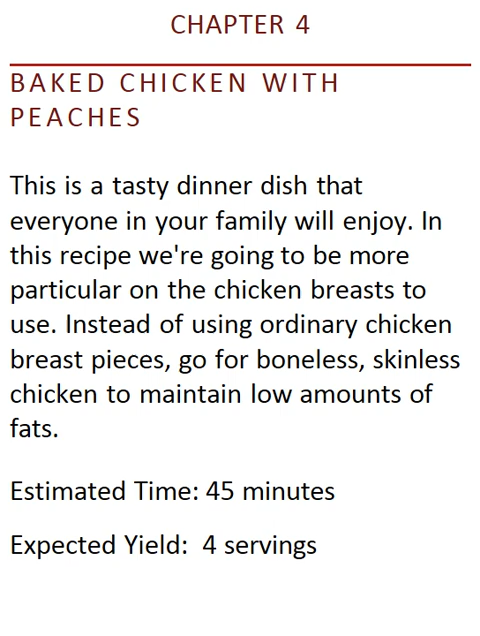 CHAPTER 4
BAKED CHICKEN WITH
PEACHES
This is a tasty dinner dish that
everyone in your family will enjoy. In
this recipe we're going to be more
particular on the chicken breasts to
use. Instead of using ordinary chicken
breast pieces, go for boneless, skinless
chicken to maintain low amounts of
fats.
Estimated Time: 45 minutes
Expected Yield:  4 servings